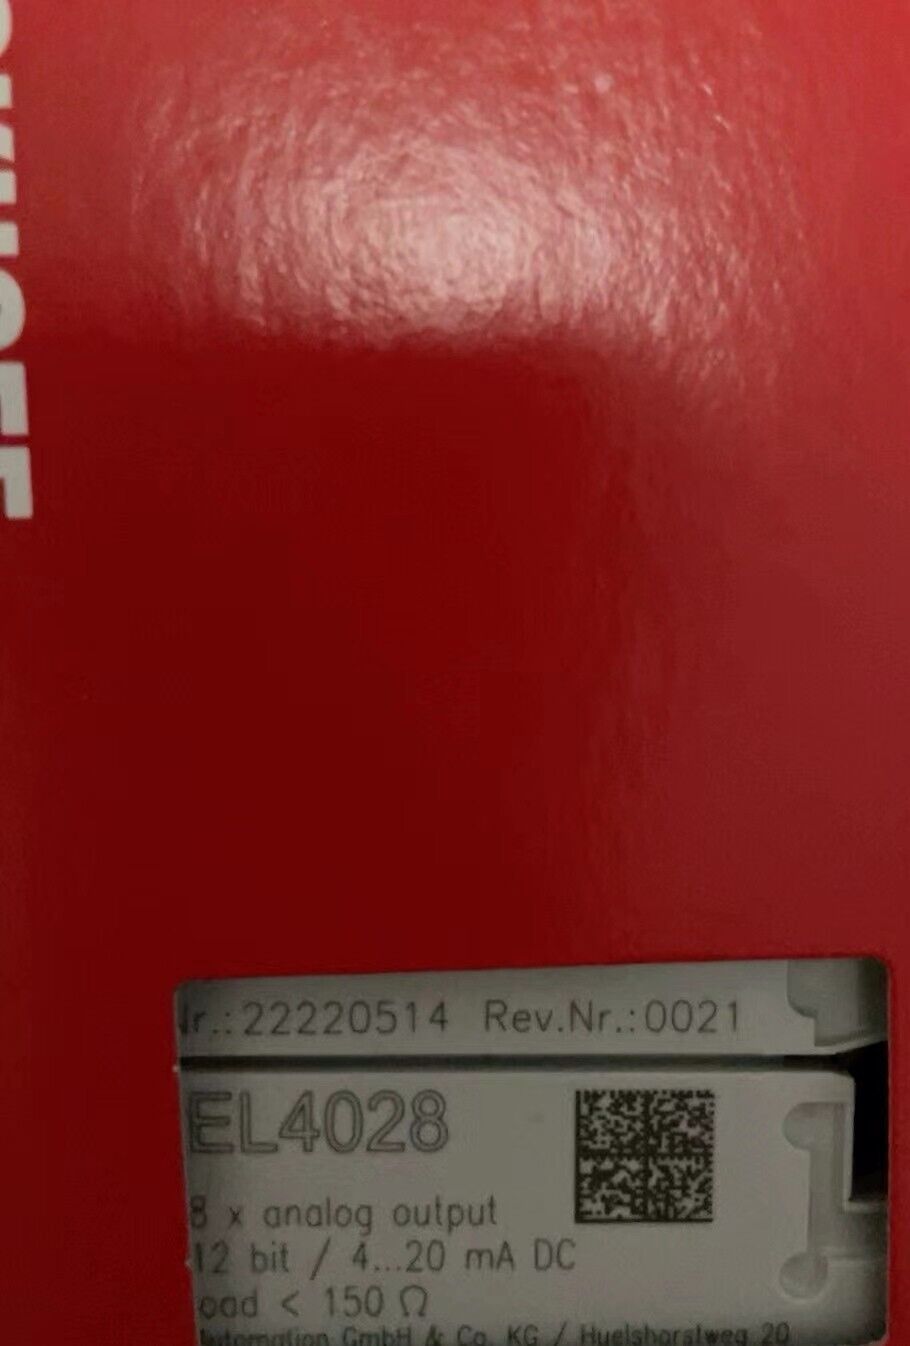 Nr.:22220514 Rev.Nr.:0021
EL4028
8 x analog output
12 bit / 4...20 mA DC
oad < 150 Ω
Automation GmbH & Co. KG / Huelshorstweg 20